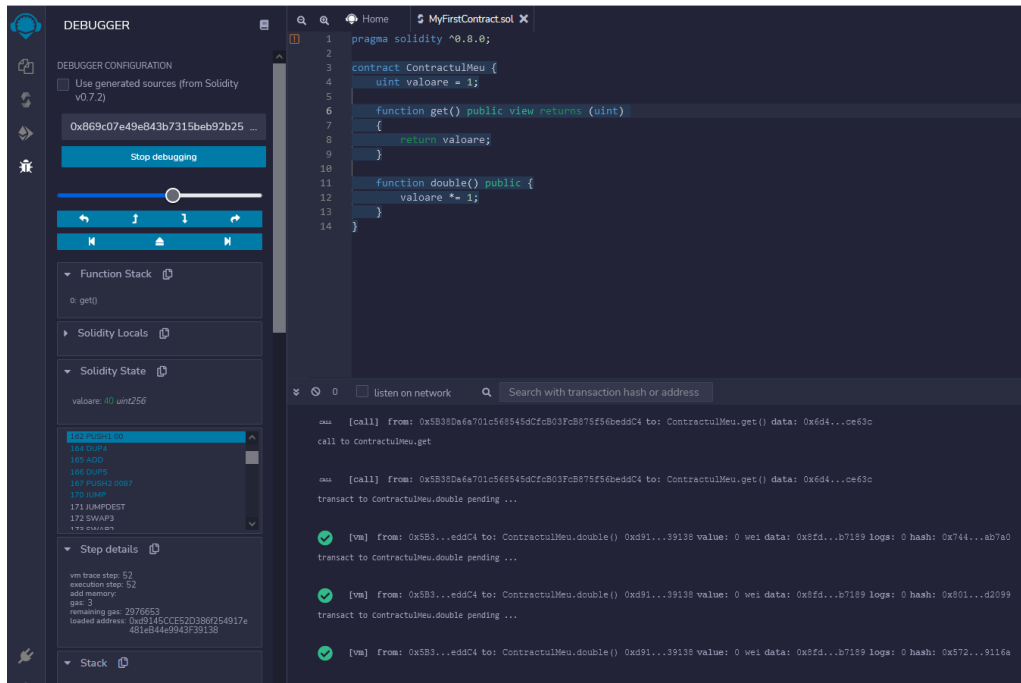 DEBUGGER
DEBUGGER CONFIGURATION
Use generated sources (from Solidity
v0.7.2)
0x869c07e49e843b7315beb92b25 ...
Stop debugging
Function Stack
0: get()
Solidity Locals
Solidity State
valoare: 40 uint256
162 PUSH1 00
164 DUP4
165 ADD
166 DUP5
167 PUSH2 0087
170 JUMP
171 JUMPDEST
172 SWAP3
173 SWAP2
Step details
vm trace step: 52
execution step: 52
add memory:
gas: 3
remaining gas: 2976653
loaded address: 0xd9145CCE52D386f254917e
481eB44e9943F39138
Stack
Home
MyFirstContract.sol
1 pragma solidity ^0.8.0;
2
3 contract ContractulMeu {
4 uint valoare = 1;
5
6 function get() public view returns (uint)
7 {
8 return valoare;
9 }
10
11 function double() public {
12 valoare *= 1;
13 }
14 }
0
listen on network
Search with transaction hash or address
CALL [call] from: 0x5B38Da6a701c568545dCfcB03FcB875f56beddC4 to: ContractulMeu.get() data: 0x6d4...ce63c
call to ContractulMeu.get
CALL [call] from: 0x5B38Da6a701c568545dCfcB03FcB875f56beddC4 to: ContractulMeu.get() data: 0x6d4...ce63c
transact to ContractulMeu.double pending ...
[vm] from: 0x5B3...eddC4 to: ContractulMeu.double() 0xd91...39138 value: 0 wei data: 0x8fd...b7189 logs: 0 hash: 0x744...ab7a0
transact to ContractulMeu.double pending ...
[vm] from: 0x5B3...eddC4 to: ContractulMeu.double() 0xd91...39138 value: 0 wei data: 0x8fd...b7189 logs: 0 hash: 0x801...d2099
transact to ContractulMeu.double pending ...
[vm] from: 0x5B3...eddC4 to: ContractulMeu.double() 0xd91...39138 value: 0 wei data: 0x8fd...b7189 logs: 0 hash: 0x572...9116a